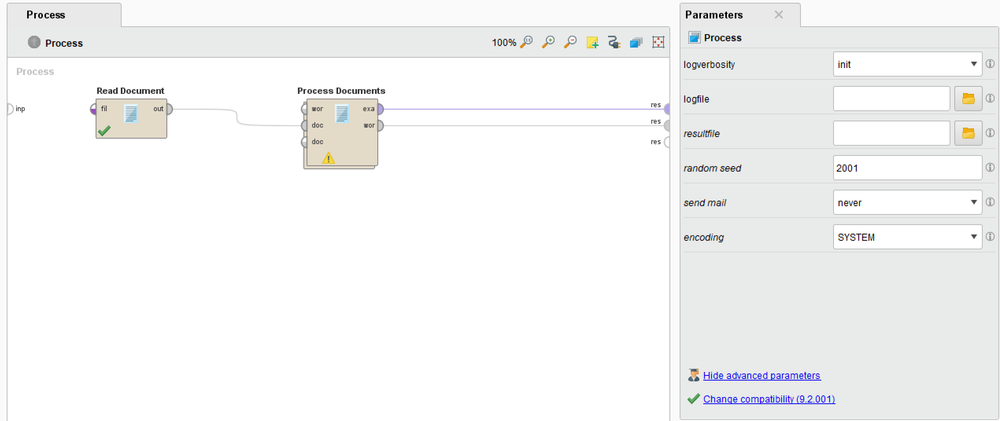 Process
Process
100%
Process
Read Document
Process Documents
inp
fil
out
wor
exa
res
doc
wor
res
doc
res
Parameters
Process
logverbosity
init
logfile
resultfile
random seed
2001
send mail
never
encoding
SYSTEM
Hide advanced parameters
Change compatibility (9.2.001)